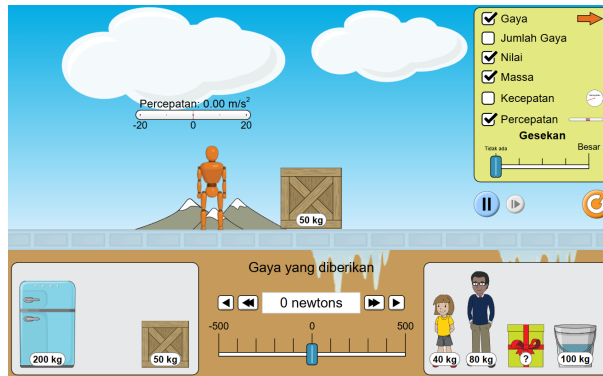 Gaya
Jumlah Gaya
Nilai
Massa
Kecepatan
Percepatan
Gesekan
Tidak ada
Besar
Percepatan: 0.00 m/s²
-20 0 20
50 kg
Gaya yang diberikan
0 newtons
-500 0 500
200 kg
50 kg
40 kg
80 kg
?
100 kg